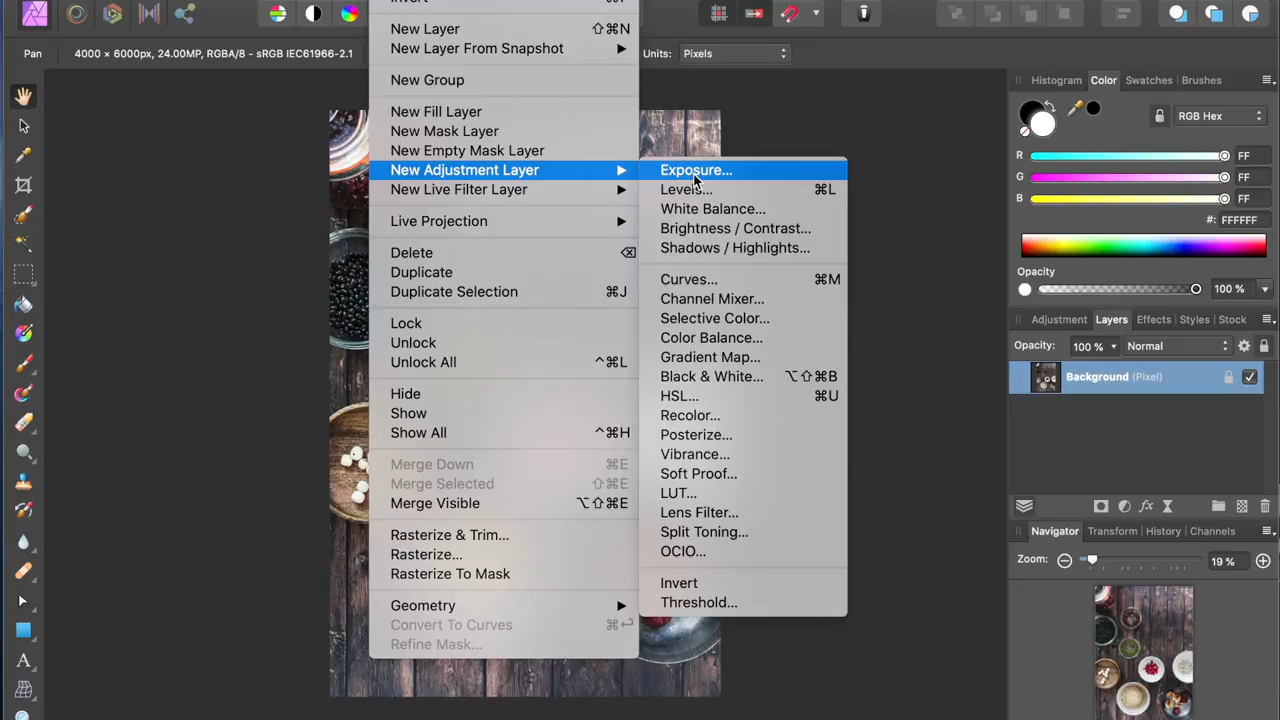 Invert ⌘I
New Layer ⇧⌘N
New Layer From Snapshot
New Group
New Fill Layer
New Mask Layer
New Empty Mask Layer
New Adjustment Layer
New Live Filter Layer
Live Projection
Delete ⌫
Duplicate
Duplicate Selection ⌘J
Lock
Unlock
Unlock All ^⌘L
Hide
Show
Show All ^⌘H
Merge Down ⌘E
Merge Selected ⇧⌘E
Merge Visible ⌥⇧⌘E
Rasterize & Trim...
Rasterize...
Rasterize To Mask
Geometry
Convert To Curves ⌘↩
Refine Mask...
Exposure...
Levels... ⌘L
White Balance...
Brightness / Contrast...
Shadows / Highlights...
Curves... ⌘M
Channel Mixer...
Selective Color...
Color Balance...
Gradient Map...
Black & White... ⌥⇧⌘B
HSL... ⌘U
Recolor...
Posterize...
Vibrance...
Soft Proof...
LUT...
Lens Filter...
Split Toning...
OCIO...
Invert
Threshold...
Pan 4000 × 6000px, 24.00MP, RGBA/8 - sRGB IEC61966-2.1 Units: Pixels
Histogram Color Swatches Brushes
RGB Hex
R FF
G FF
B FF
#: FFFFFF
Opacity
100 %
Adjustment Layers Effects Styles Stock
Opacity: 100 % Normal
Background (Pixel)
fx
Navigator Transform History Channels
Zoom: 19 %
A